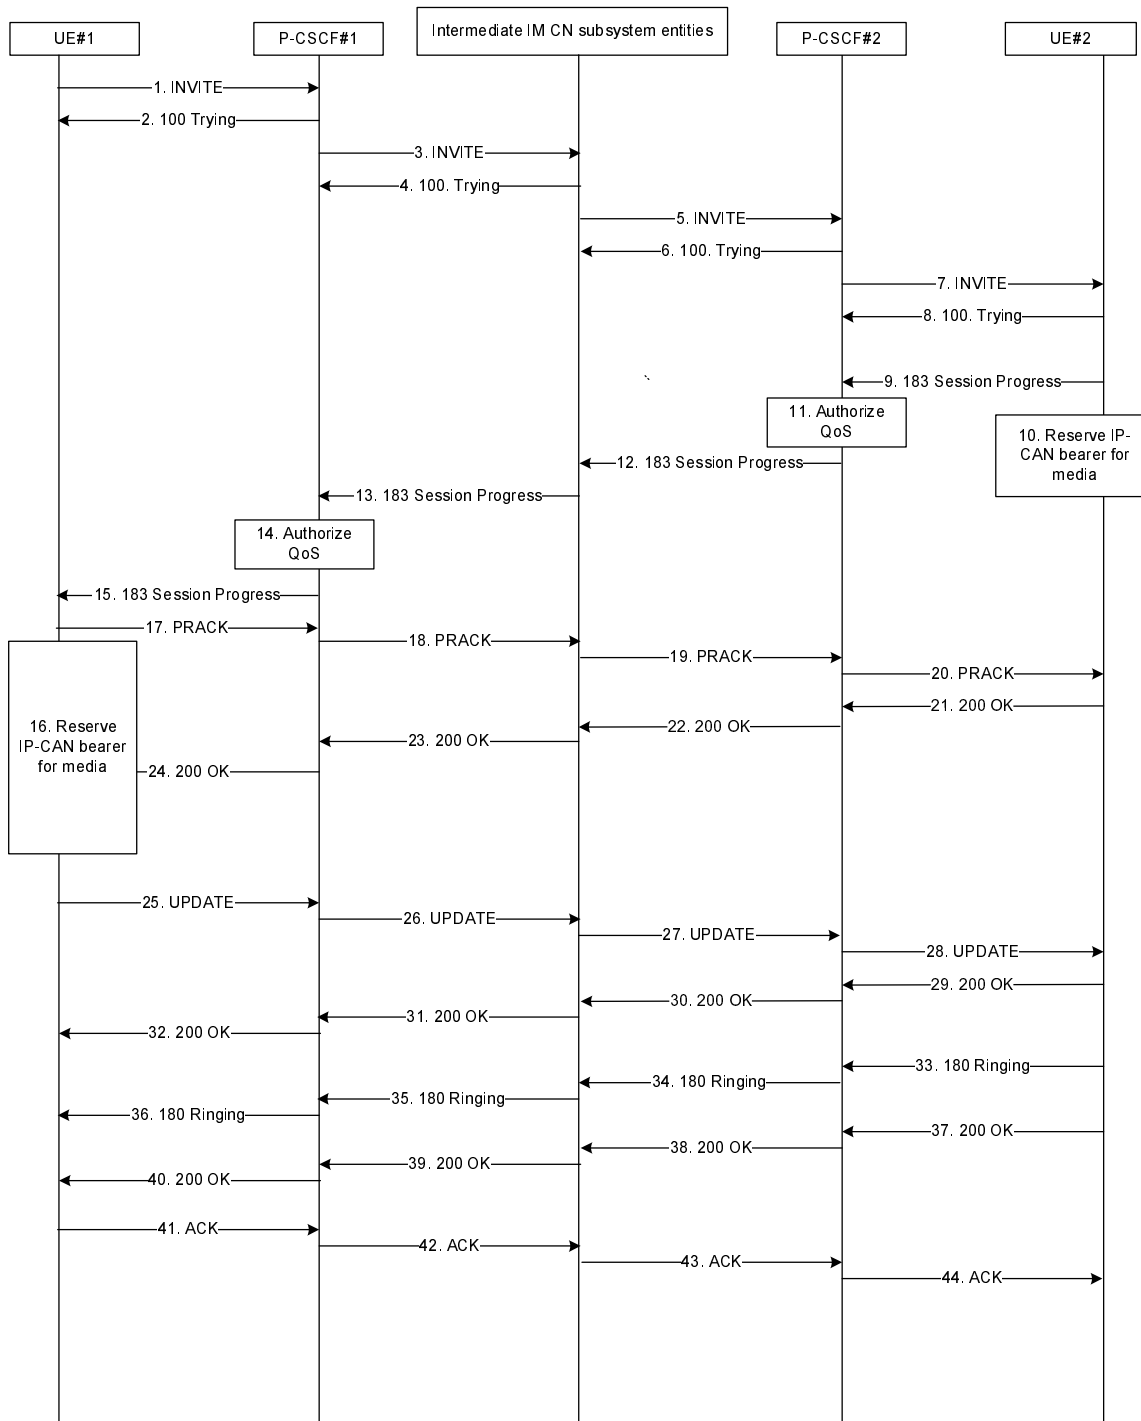 UE#1
P-CSCF#1
Intermediate IM CN subsystem entities
P-CSCF#2
UE#2
1. INVITE
2. 100 Trying
3. INVITE
4. 100. Trying
5. INVITE
6. 100. Trying
7. INVITE
8. 100. Trying
9. 183 Session Progress
11. Authorize
QoS
10. Reserve IP-
CAN bearer for
media
12. 183 Session Progress
13. 183 Session Progress
14. Authorize
QoS
15. 183 Session Progress
17. PRACK
18. PRACK
19. PRACK
20. PRACK
21. 200 OK
22. 200 OK
23. 200 OK
16. Reserve
IP-CAN bearer
for media
24. 200 OK
25. UPDATE
26. UPDATE
27. UPDATE
28. UPDATE
29. 200 OK
30. 200 OK
31. 200 OK
32. 200 OK
33. 180 Ringing
34. 180 Ringing
35. 180 Ringing
36. 180 Ringing
37. 200 OK
38. 200 OK
39. 200 OK
40. 200 OK
41. ACK
42. ACK
43. ACK
44. ACK